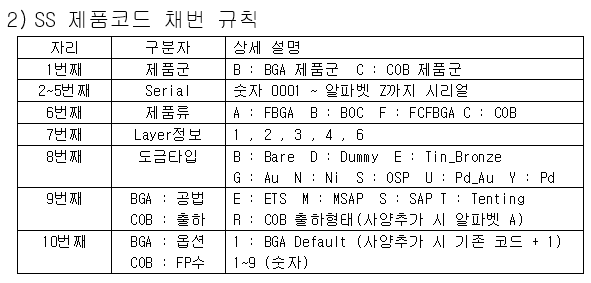 2) SS 제품코드 채번 규칙
자리 구분자 상세 설명
1번째 제품군 B : BGA 제품군 C : COB 제품군
2~5번째 Serial 숫자 0001 ~ 알파벳 Z까지 시리얼
6번째 제품류 A : FBGA B : BOC F : FCFBGA C : COB
7번째 Layer정보 1 , 2 , 3 , 4 , 6
8번째 도금타입 B : Bare D : Dummy E : Tin_Bronze
G : Au N : Ni S : OSP U : Pd_Au Y : Pd
9번째 BGA : 공법 E : ETS M : MSAP S : SAP T : Tenting
COB : 출하 R : COB 출하형태(사양추가 시 알파벳 A)
10번째 BGA : 옵션 1 : BGA Default (사양추가 시 기존 코드 + 1)
COB : FP수 1~9 (숫자)